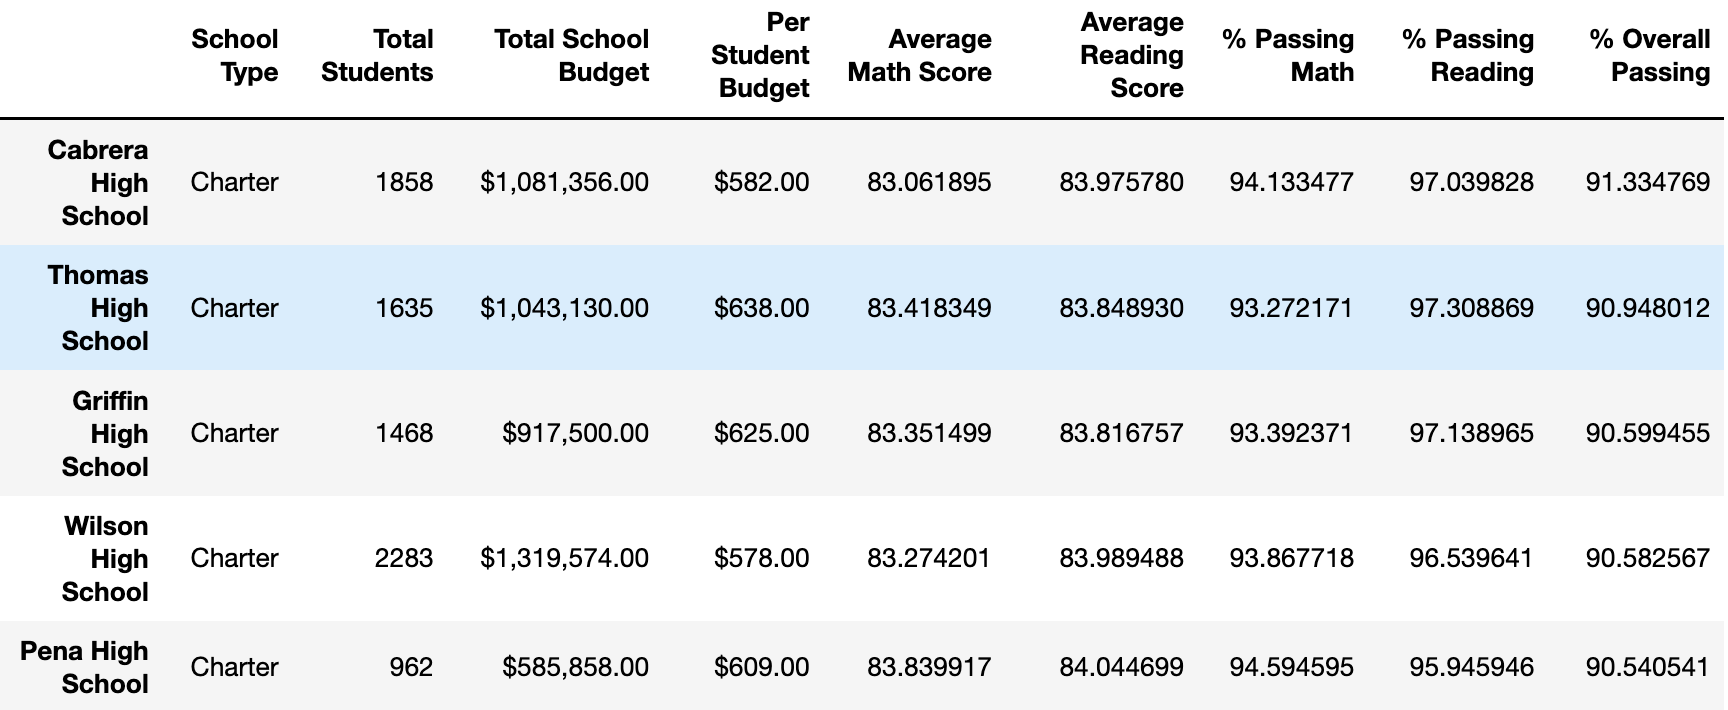 School Type Total Students Total School Budget Per Student Budget Average Math Score Average Reading Score % Passing Math % Passing Reading % Overall Passing
Cabrera High School Charter 1858 $1,081,356.00 $582.00 83.061895 83.975780 94.133477 97.039828 91.334769
Thomas High School Charter 1635 $1,043,130.00 $638.00 83.418349 83.848930 93.272171 97.308869 90.948012
Griffin High School Charter 1468 $917,500.00 $625.00 83.351499 83.816757 93.392371 97.138965 90.599455
Wilson High School Charter 2283 $1,319,574.00 $578.00 83.274201 83.989488 93.867718 96.539641 90.582567
Pena High School Charter 962 $585,858.00 $609.00 83.839917 84.044699 94.594595 95.945946 90.540541